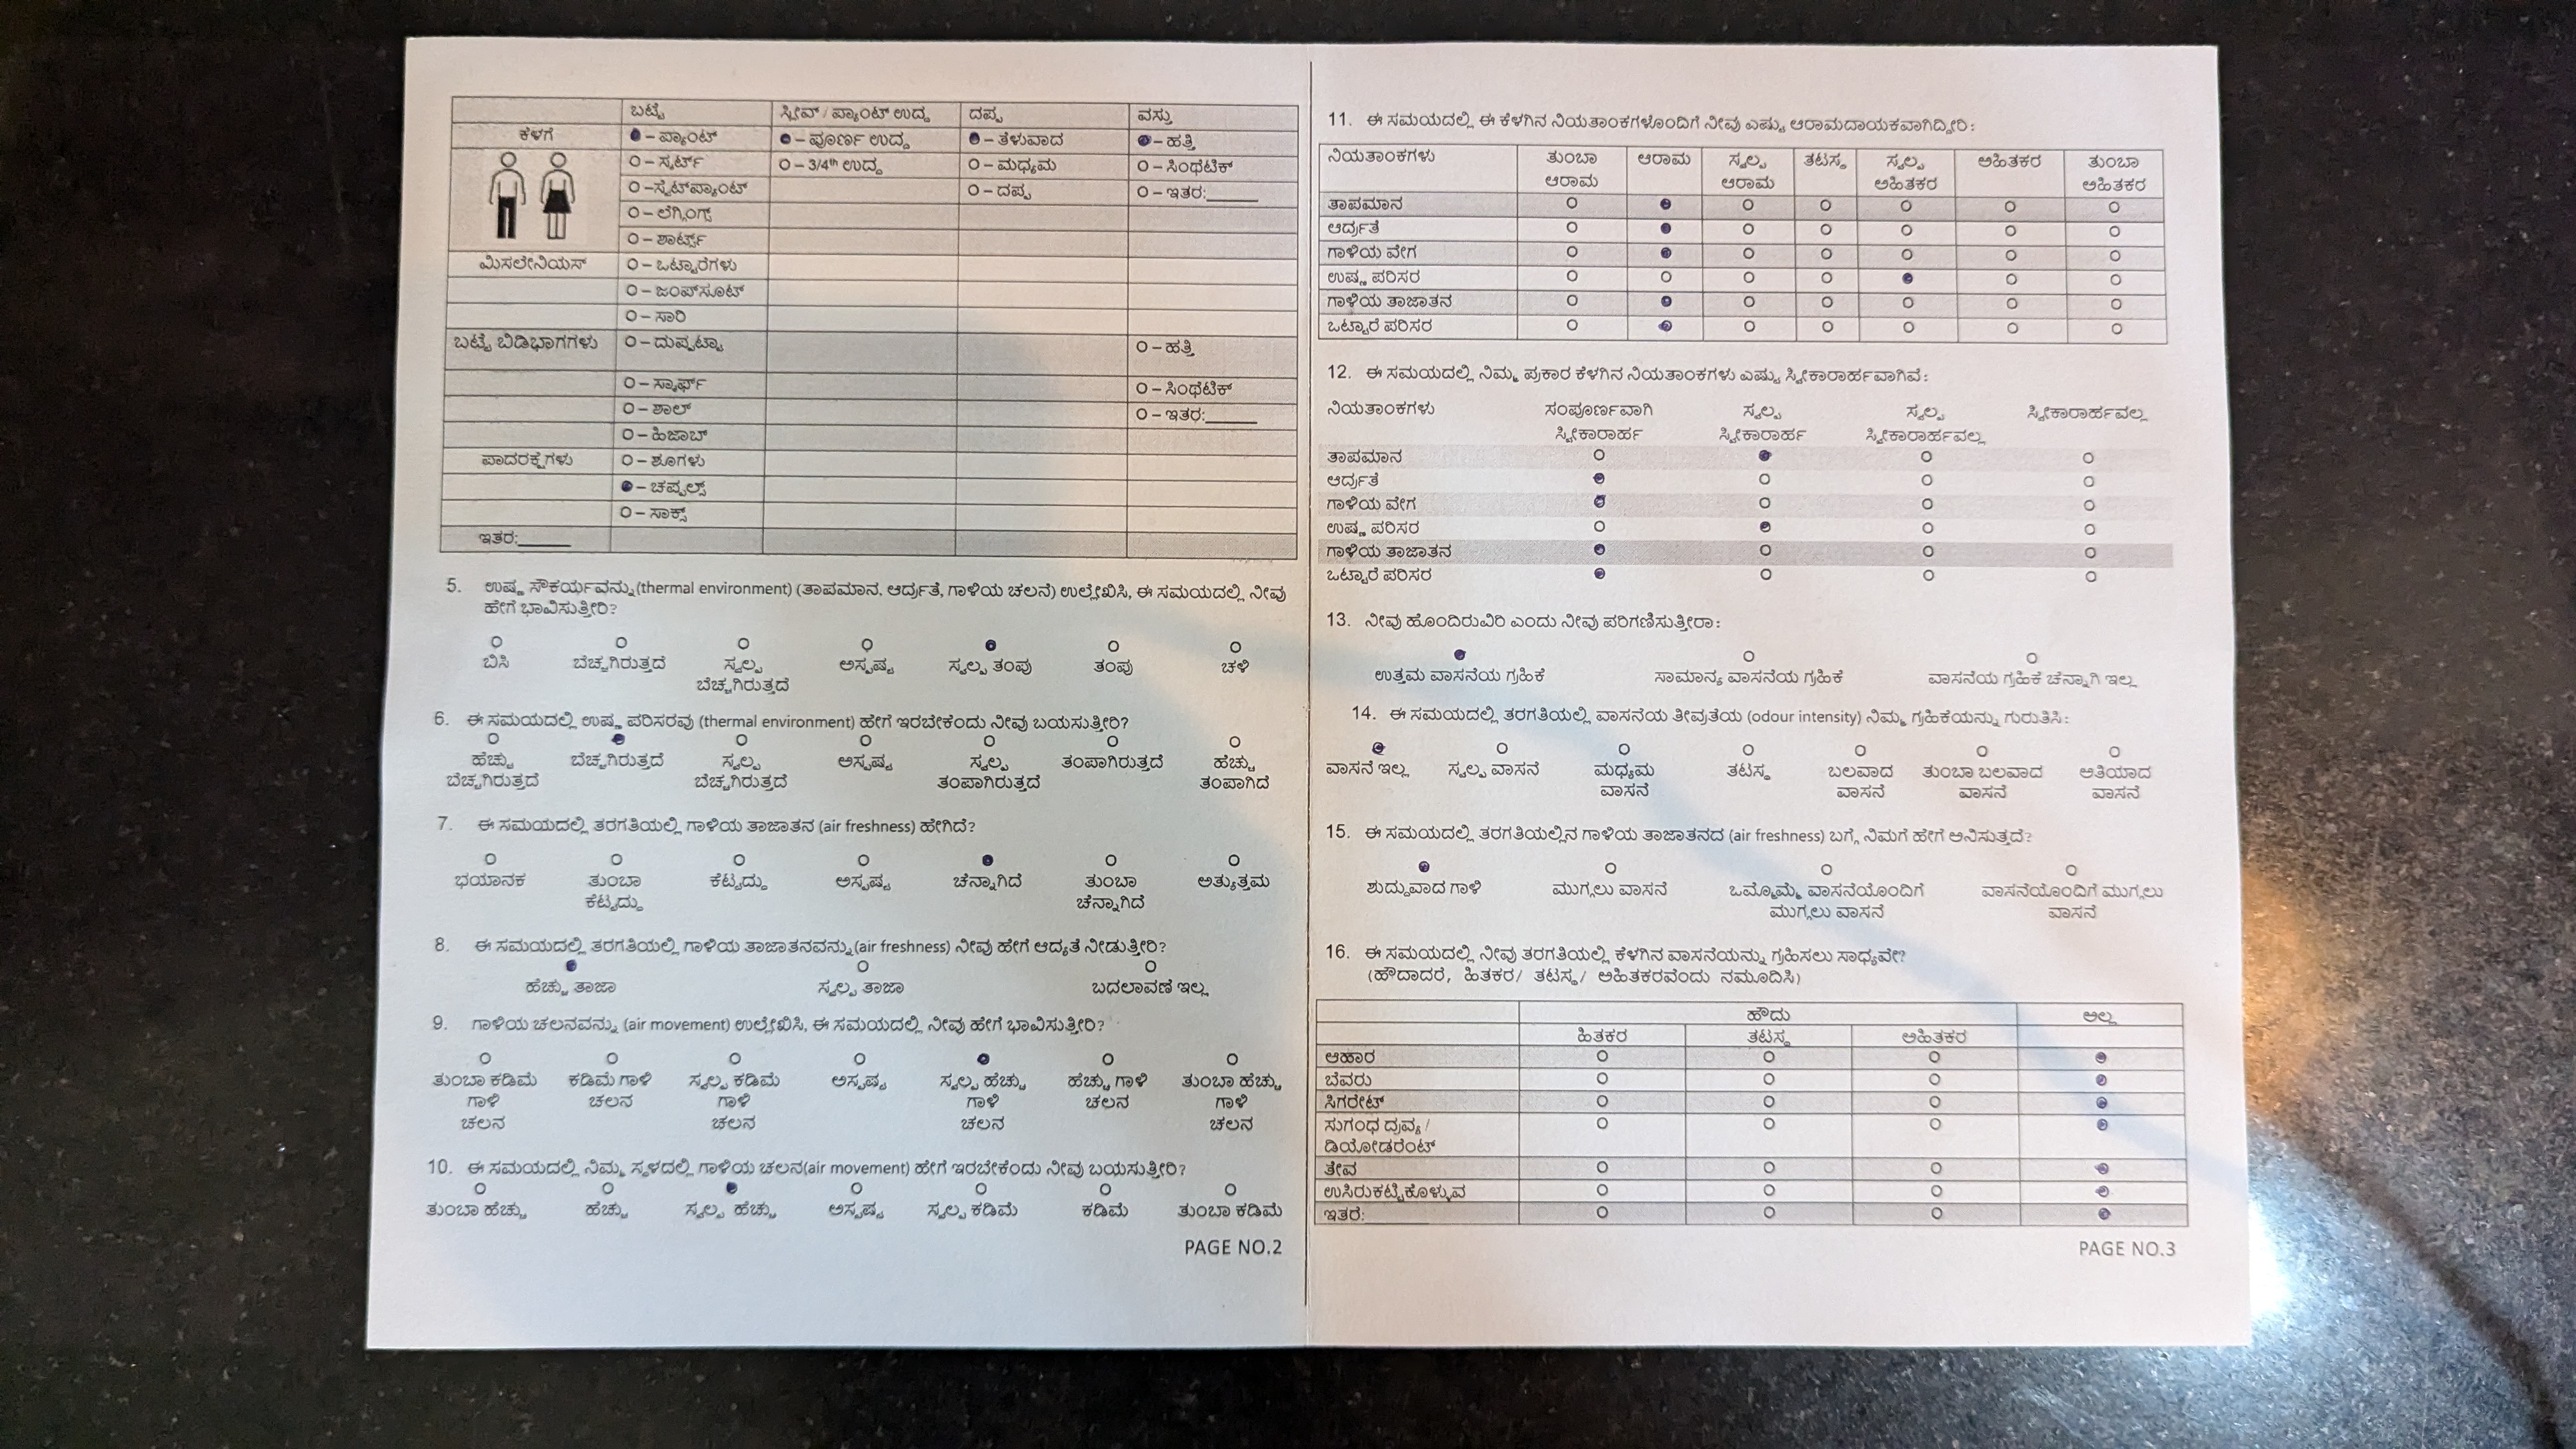 ಬಟ್ಟೆ ಸ್ಲೀವ್ / ಪ್ಯಾಂಟ್ ಉದ್ದ ದಪ್ಪ ವಸ್ತು
ಕೆಳಗೆ – ಪ್ಯಾಂಟ್ – ಪೂರ್ಣ ಉದ್ದ – ತೆಳುವಾದ – ಹತ್ತಿ
O – ಸ್ಕರ್ಟ್ O – 3/4th ಉದ್ದ O – ಮಧ್ಯಮ O – ಸಿಂಥೆಟಿಕ್
O –ಸ್ವೆಟ್‌ಪ್ಯಾಂಟ್ O – ದಪ್ಪ O – ಇತರ:______
O – ಲೆಗ್ಗಿಂಗ್ಸ್
O – ಶಾರ್ಟ್ಸ್
ಮಿಸಲೇನಿಯಸ್ O – ಒಟ್ಟಾರೆಗಳು
O – ಜಂಪ್‌ಸೂಟ್
O – ಸಾರಿ
ಬಟ್ಟೆ ಬಿಡಿಭಾಗಗಳು O – ದುಪ್ಪಟ್ಟಾ O – ಹತ್ತಿ
O – ಸ್ಕಾರ್ಫ್ O – ಸಿಂಥೆಟಿಕ್
O – ಶಾಲ್ O – ಇತರ:______
O – ಹಿಜಾಬ್
ಪಾದರಕ್ಷೆಗಳು O – ಶೂಗಳು
– ಚಪ್ಪಲ್ಸ್
O – ಸಾಕ್ಸ್
ಇತರ:______
5. ಉಷ್ಣ ಸೌಕರ್ಯವನ್ನು(thermal environment) (ತಾಪಮಾನ, ಆರ್ದ್ರತೆ, ಗಾಳಿಯ ಚಲನೆ) ಉಲ್ಲೇಖಿಸಿ, ಈ ಸಮಯದಲ್ಲಿ ನೀವು
ಹೇಗೆ ಭಾವಿಸುತ್ತೀರಿ?
ಬಿಸಿ ಬೆಚ್ಚಗಿರುತ್ತದೆ ಸ್ವಲ್ಪ ಅಸ್ಪಷ್ಟ ಸ್ವಲ್ಪ ತಂಪು ತಂಪು ಚಳಿ
ಬೆಚ್ಚಗಿರುತ್ತದೆ
6. ಈ ಸಮಯದಲ್ಲಿ ಉಷ್ಣ ಪರಿಸರವು (thermal environment) ಹೇಗೆ ಇರಬೇಕೆಂದು ನೀವು ಬಯಸುತ್ತೀರಿ?
ಹೆಚ್ಚು ಬೆಚ್ಚಗಿರುತ್ತದೆ ಸ್ವಲ್ಪ ಅಸ್ಪಷ್ಟ ಸ್ವಲ್ಪ ತಂಪಾಗಿರುತ್ತದೆ ಹೆಚ್ಚು
ಬೆಚ್ಚಗಿರುತ್ತದೆ ಬೆಚ್ಚಗಿರುತ್ತದೆ ತಂಪಾಗಿರುತ್ತದೆ ತಂಪಾಗಿದೆ
7. ಈ ಸಮಯದಲ್ಲಿ ತರಗತಿಯಲ್ಲಿ ಗಾಳಿಯ ತಾಜಾತನ (air freshness) ಹೇಗಿದೆ?
ಭಯಾನಕ ತುಂಬಾ ಕೆಟ್ಟದ್ದು ಅಸ್ಪಷ್ಟ ಚೆನ್ನಾಗಿದೆ ತುಂಬಾ ಅತ್ಯುತ್ತಮ
ಕೆಟ್ಟದ್ದು ಚೆನ್ನಾಗಿದೆ
8. ಈ ಸಮಯದಲ್ಲಿ ತರಗತಿಯಲ್ಲಿ ಗಾಳಿಯ ತಾಜಾತನವನ್ನು(air freshness) ನೀವು ಹೇಗೆ ಆದ್ಯತೆ ನೀಡುತ್ತೀರಿ?
ಹೆಚ್ಚು ತಾಜಾ ಸ್ವಲ್ಪ ತಾಜಾ ಬದಲಾವಣೆ ಇಲ್ಲ
9. ಗಾಳಿಯ ಚಲನವನ್ನು (air movement) ಉಲ್ಲೇಖಿಸಿ, ಈ ಸಮಯದಲ್ಲಿ ನೀವು ಹೇಗೆ ಭಾವಿಸುತ್ತೀರಿ?
ತುಂಬಾ ಕಡಿಮೆ ಕಡಿಮೆ ಗಾಳಿ ಸ್ವಲ್ಪ ಕಡಿಮೆ ಅಸ್ಪಷ್ಟ ಸ್ವಲ್ಪ ಹೆಚ್ಚು ಹೆಚ್ಚು ಗಾಳಿ ತುಂಬಾ ಹೆಚ್ಚು
ಗಾಳಿ ಚಲನ ಗಾಳಿ ಗಾಳಿ ಚಲನ ಗಾಳಿ
ಚಲನ ಚಲನ ಚಲನ ಚಲನ
10. ಈ ಸಮಯದಲ್ಲಿ ನಿಮ್ಮ ಸ್ಥಳದಲ್ಲಿ ಗಾಳಿಯ ಚಲನ(air movement) ಹೇಗೆ ಇರಬೇಕೆಂದು ನೀವು ಬಯಸುತ್ತೀರಿ?
ತುಂಬಾ ಹೆಚ್ಚು ಹೆಚ್ಚು ಸ್ವಲ್ಪ ಹೆಚ್ಚು ಅಸ್ಪಷ್ಟ ಸ್ವಲ್ಪ ಕಡಿಮೆ ಕಡಿಮೆ ತುಂಬಾ ಕಡಿಮೆ
PAGE NO.2
11. ಈ ಸಮಯದಲ್ಲಿ ಈ ಕೆಳಗಿನ ನಿಯತಾಂಕಗಳೊಂದಿಗೆ ನೀವು ಎಷ್ಟು ಆರಾಮದಾಯಕವಾಗಿದ್ದೀರಿ:
ನಿಯತಾಂಕಗಳು ತುಂಬಾ ಆರಾಮ ಸ್ವಲ್ಪ ತಟಸ್ಥ ಸ್ವಲ್ಪ ಅಹಿತಕರ ತುಂಬಾ
ಆರಾಮ ಆರಾಮ ಅಹಿತಕರ ಅಹಿತಕರ
ತಾಪಮಾನ
ಆರ್ದ್ರತೆ
ಗಾಳಿಯ ವೇಗ
ಉಷ್ಣ ಪರಿಸರ
ಗಾಳಿಯ ತಾಜಾತನ
ಒಟ್ಟಾರೆ ಪರಿಸರ
12. ಈ ಸಮಯದಲ್ಲಿ ನಿಮ್ಮ ಪ್ರಕಾರ ಕೆಳಗಿನ ನಿಯತಾಂಕಗಳು ಎಷ್ಟು ಸ್ವೀಕಾರಾರ್ಹವಾಗಿವೆ:
ನಿಯತಾಂಕಗಳು ಸಂಪೂರ್ಣವಾಗಿ ಸ್ವಲ್ಪ ಸ್ವಲ್ಪ ಸ್ವೀಕಾರಾರ್ಹವಲ್ಲ
ಸ್ವೀಕಾರಾರ್ಹ ಸ್ವೀಕಾರಾರ್ಹ ಸ್ವೀಕಾರಾರ್ಹವಲ್ಲ
ತಾಪಮಾನ
ಆರ್ದ್ರತೆ
ಗಾಳಿಯ ವೇಗ
ಉಷ್ಣ ಪರಿಸರ
ಗಾಳಿಯ ತಾಜಾತನ
ಒಟ್ಟಾರೆ ಪರಿಸರ
13. ನೀವು ಹೊಂದಿರುವಿರಿ ಎಂದು ನೀವು ಪರಿಗಣಿಸುತ್ತೀರಾ:
ಉತ್ತಮ ವಾಸನೆಯ ಗ್ರಹಿಕೆ ಸಾಮಾನ್ಯ ವಾಸನೆಯ ಗ್ರಹಿಕೆ ವಾಸನೆಯ ಗ್ರಹಿಕೆ ಚೆನ್ನಾಗಿ ಇಲ್ಲ
14. ಈ ಸಮಯದಲ್ಲಿ ತರಗತಿಯಲ್ಲಿ ವಾಸನೆಯ ತೀವ್ರತೆಯ (odour intensity) ನಿಮ್ಮ ಗ್ರಹಿಕೆಯನ್ನು ಗುರುತಿಸಿ:
ವಾಸನೆ ಇಲ್ಲ ಸ್ವಲ್ಪ ವಾಸನೆ ಮಧ್ಯಮ ತಟಸ್ಥ ಬಲವಾದ ತುಂಬಾ ಬಲವಾದ ಅತಿಯಾದ
ವಾಸನೆ ವಾಸನೆ ವಾಸನೆ ವಾಸನೆ
15. ಈ ಸಮಯದಲ್ಲಿ ತರಗತಿಯಲ್ಲಿನ ಗಾಳಿಯ ತಾಜಾತನದ (air freshness) ಬಗ್ಗೆ ನಿಮಗೆ ಹೇಗೆ ಅನಿಸುತ್ತದೆ?
ಶುದ್ಧುವಾದ ಗಾಳಿ ಮುಗ್ಗಲು ವಾಸನೆ ಒಮ್ಮೊಮ್ಮೆ ವಾಸನೆಯೊಂದಿಗೆ ವಾಸನೆಯೊಂದಿಗೆ ಮುಗ್ಗಲು
ಮುಗ್ಗಲು ವಾಸನೆ ವಾಸನೆ
16. ಈ ಸಮಯದಲ್ಲಿ ನೀವು ತರಗತಿಯಲ್ಲಿ ಕೆಳಗಿನ ವಾಸನೆಯನ್ನು ಗ್ರಹಿಸಲು ಸಾಧ್ಯವೇ?
(ಹೌದಾದರೆ, ಹಿತಕರ/ ತಟಸ್ಥ/ ಅಹಿತಕರವೆಂದು ನಮೂದಿಸಿ)
ಹೌದು ಅಲ್ಲ
ಹಿತಕರ ತಟಸ್ಥ ಅಹಿತಕರ
ಆಹಾರ
ಬೆವರು
ಸಿಗರೇಟ್
ಸುಗಂಧ ದ್ರವ್ಯ /
ಡಿಯೋಡರೆಂಟ್
ತೇವ
ಉಸಿರುಕಟ್ಟಿಕೊಳ್ಳುವ
ಇತರೆ:________
PAGE NO.3